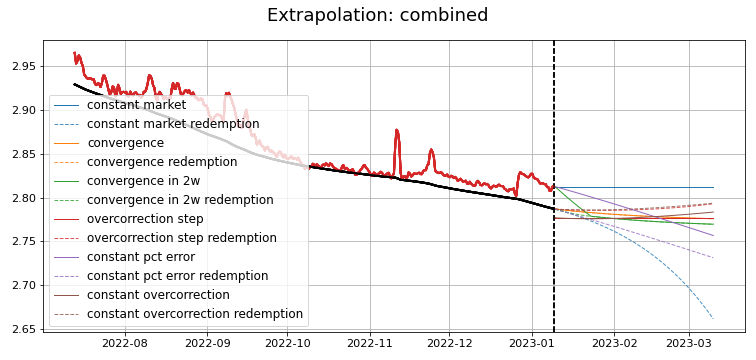 Extrapolation: combined
2.95
2.90
2.85
2.80
2.75
2.70
2.65
constant market
constant market redemption
convergence
convergence redemption
convergence in 2w
convergence in 2w redemption
overcorrection step
overcorrection step redemption
constant pct error
constant pct error redemption
constant overcorrection
constant overcorrection redemption
2022-08 2022-09 2022-10 2022-11 2022-12 2023-01 2023-02 2023-03